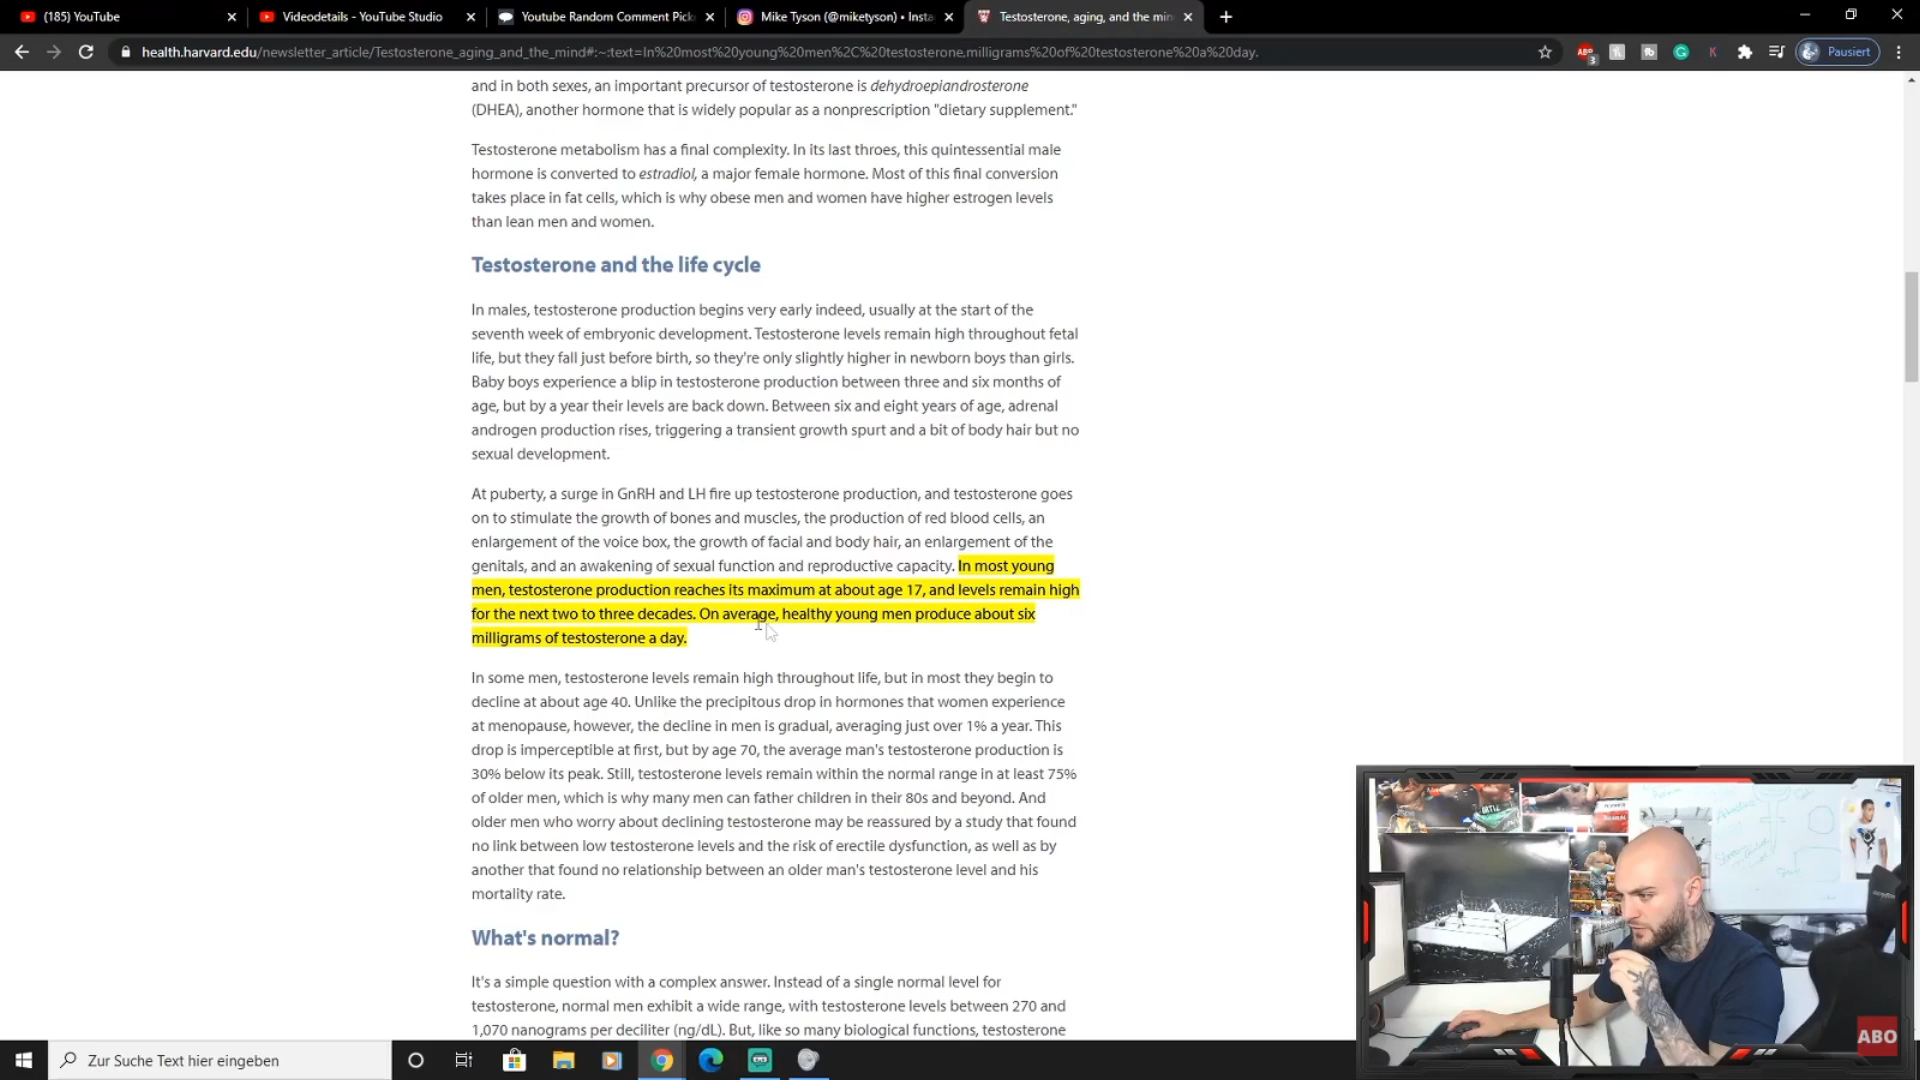 (185) YouTube
Videodetails - YouTube Studio
Youtube Random Comment Pick
Mike Tyson (@miketyson) • Insta
Testosterone, aging, and the min
health.harvard.edu/newsletter_article/Testosterone_aging_and_the_mind#:~:text=In%20most%20young%20men%2C%20testosterone,milligrams%20of%20testosterone%20a%20day.
ABP
3
K
Pausiert
and in both sexes, an important precursor of testosterone is dehydroepiandrosterone
(DHEA), another hormone that is widely popular as a nonprescription "dietary supplement."
Testosterone metabolism has a final complexity. In its last throes, this quintessential male
hormone is converted to estradiol, a major female hormone. Most of this final conversion
takes place in fat cells, which is why obese men and women have higher estrogen levels
than lean men and women.
Testosterone and the life cycle
In males, testosterone production begins very early indeed, usually at the start of the
seventh week of embryonic development. Testosterone levels remain high throughout fetal
life, but they fall just before birth, so they're only slightly higher in newborn boys than girls.
Baby boys experience a blip in testosterone production between three and six months of
age, but by a year their levels are back down. Between six and eight years of age, adrenal
androgen production rises, triggering a transient growth spurt and a bit of body hair but no
sexual development.
At puberty, a surge in GnRH and LH fire up testosterone production, and testosterone goes
on to stimulate the growth of bones and muscles, the production of red blood cells, an
enlargement of the voice box, the growth of facial and body hair, an enlargement of the
genitals, and an awakening of sexual function and reproductive capacity. In most young
men, testosterone production reaches its maximum at about age 17, and levels remain high
for the next two to three decades. On average, healthy young men produce about six
milligrams of testosterone a day.
In some men, testosterone levels remain high throughout life, but in most they begin to
decline at about age 40. Unlike the precipitous drop in hormones that women experience
at menopause, however, the decline in men is gradual, averaging just over 1% a year. This
drop is imperceptible at first, but by age 70, the average man's testosterone production is
30% below its peak. Still, testosterone levels remain within the normal range in at least 75%
of older men, which is why many men can father children in their 80s and beyond. And
older men who worry about declining testosterone may be reassured by a study that found
no link between low testosterone levels and the risk of erectile dysfunction, as well as by
another that found no relationship between an older man's testosterone level and his
mortality rate.
What's normal?
It's a simple question with a complex answer. Instead of a single normal level for
testosterone, normal men exhibit a wide range, with testosterone levels between 270 and
1,070 nanograms per deciliter (ng/dL). But, like so many biological functions, testosterone
ABO
Zur Suche Text hier eingeben